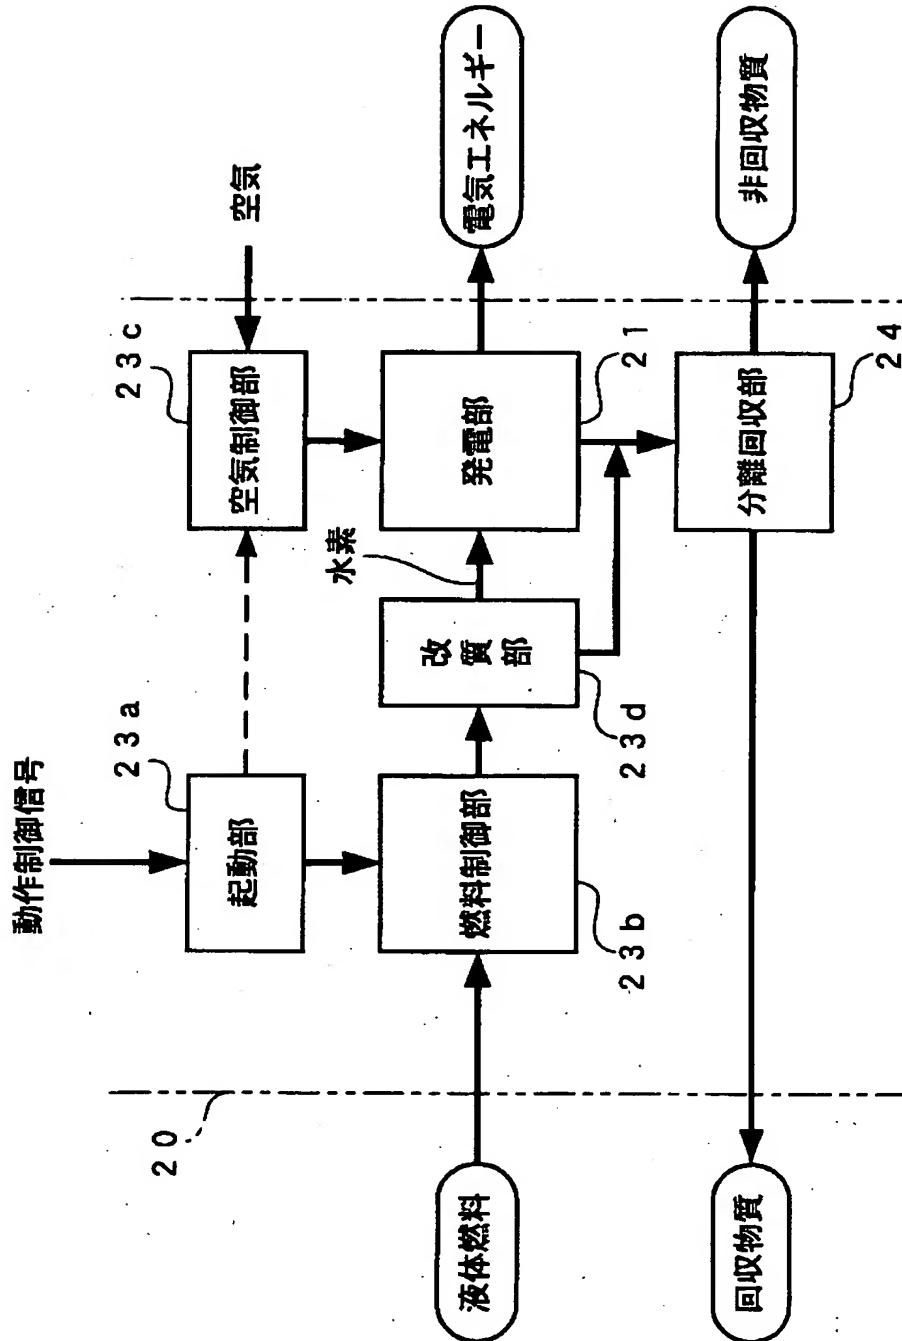 動作制御信号
起動部
23a
空気制御部
23c
空気
液体燃料
燃料制御部
23b
改質部
23d
水素
発電部
21
電気エネルギー
20
回収物質
分離回収部
24
非回収物質